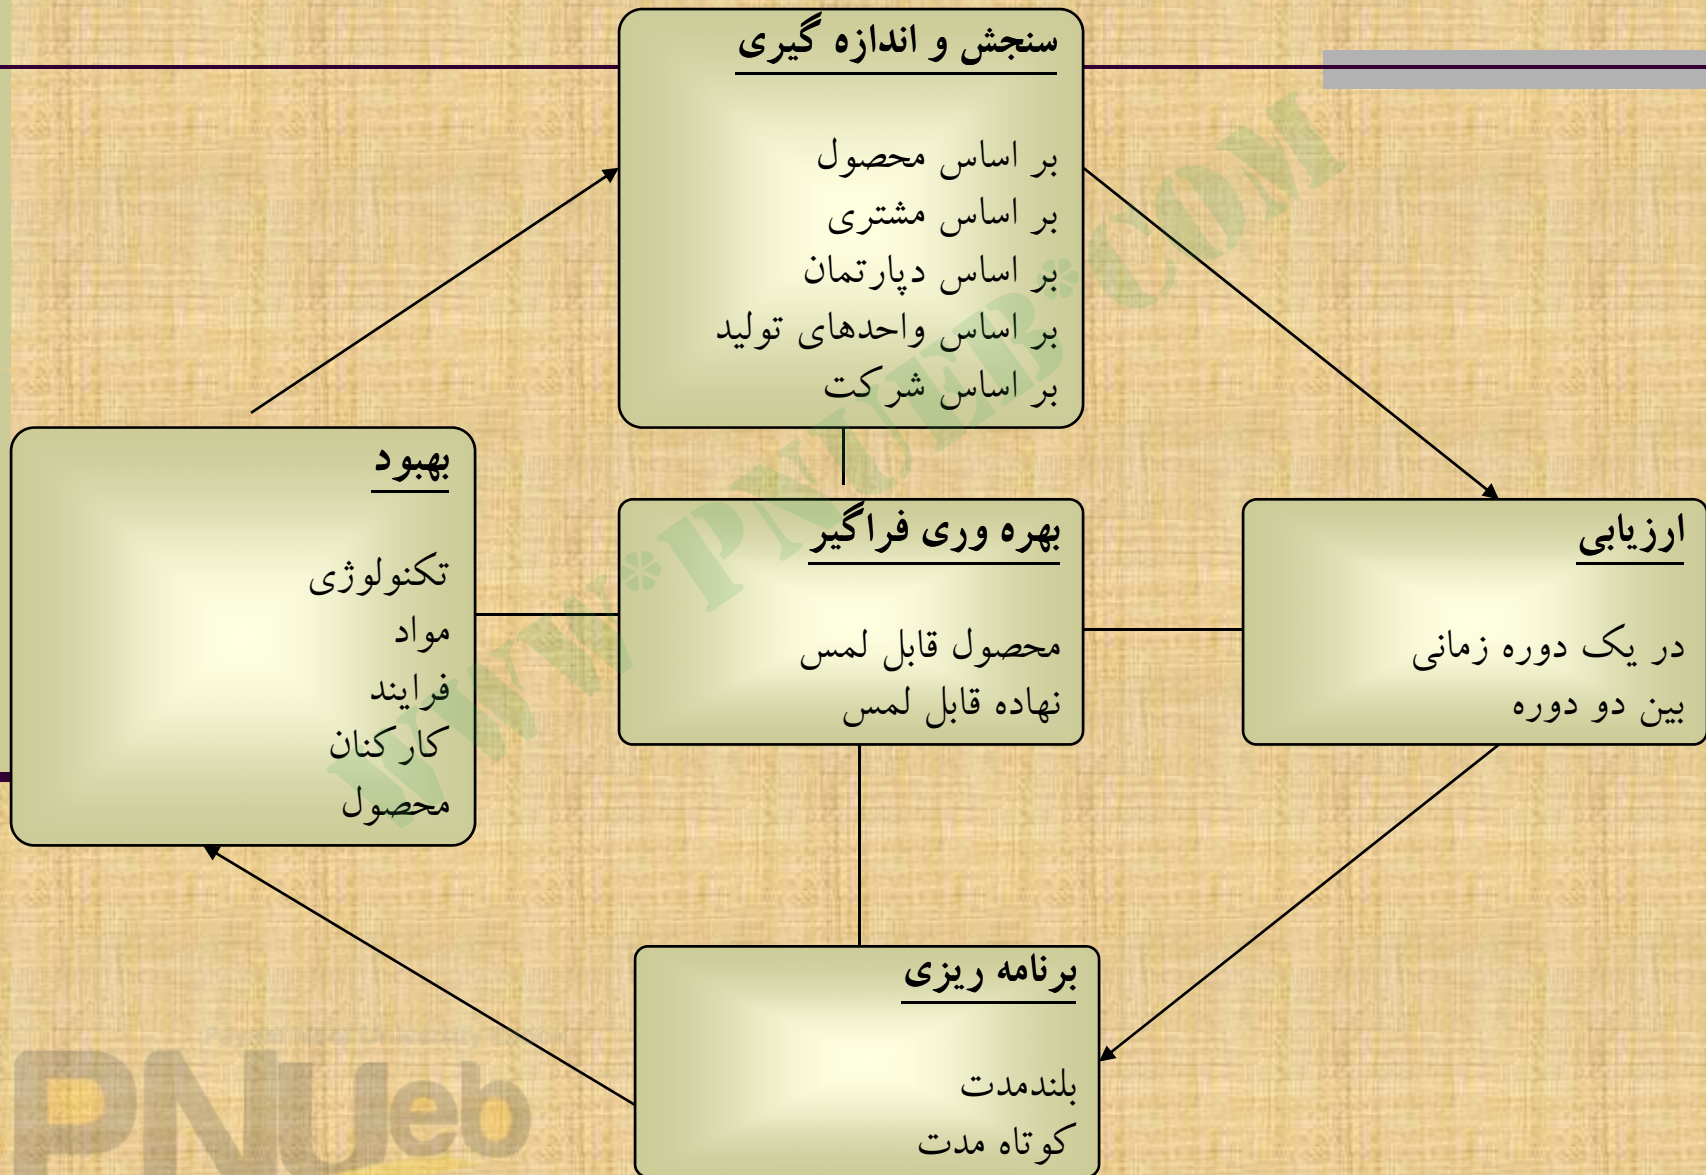 سنجش و اندازه گیری
بر اساس محصول
بر اساس مشتری
بر اساس دپارتمان
بر اساس واحدهای تولید
بر اساس شرکت
ارزیابی
در یک دوره زمانی
بین دو دوره
بهره وری فراگیر
محصول قابل لمس
نهاده قابل لمس
بهبود
تکنولوژی
مواد
فرایند
کارکنان
محصول
برنامه ریزی
بلندمدت
کوتاه مدت
WWW*PNUEB*COM
PNUeb